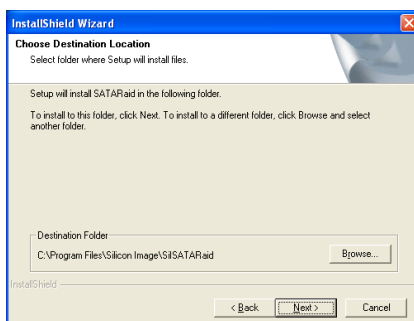 InstallShield Wizard
Choose Destination Location
Select folder where Setup will install files.
Setup will install SATARaid in the following folder.
To install to this folder, click Next. To install to a different folder, click Browse and select
another folder.
Destination Folder
C:\Program Files\Silicon Image\SiISATARaid
Browse...
InstallShield
< Back
Next >
Cancel